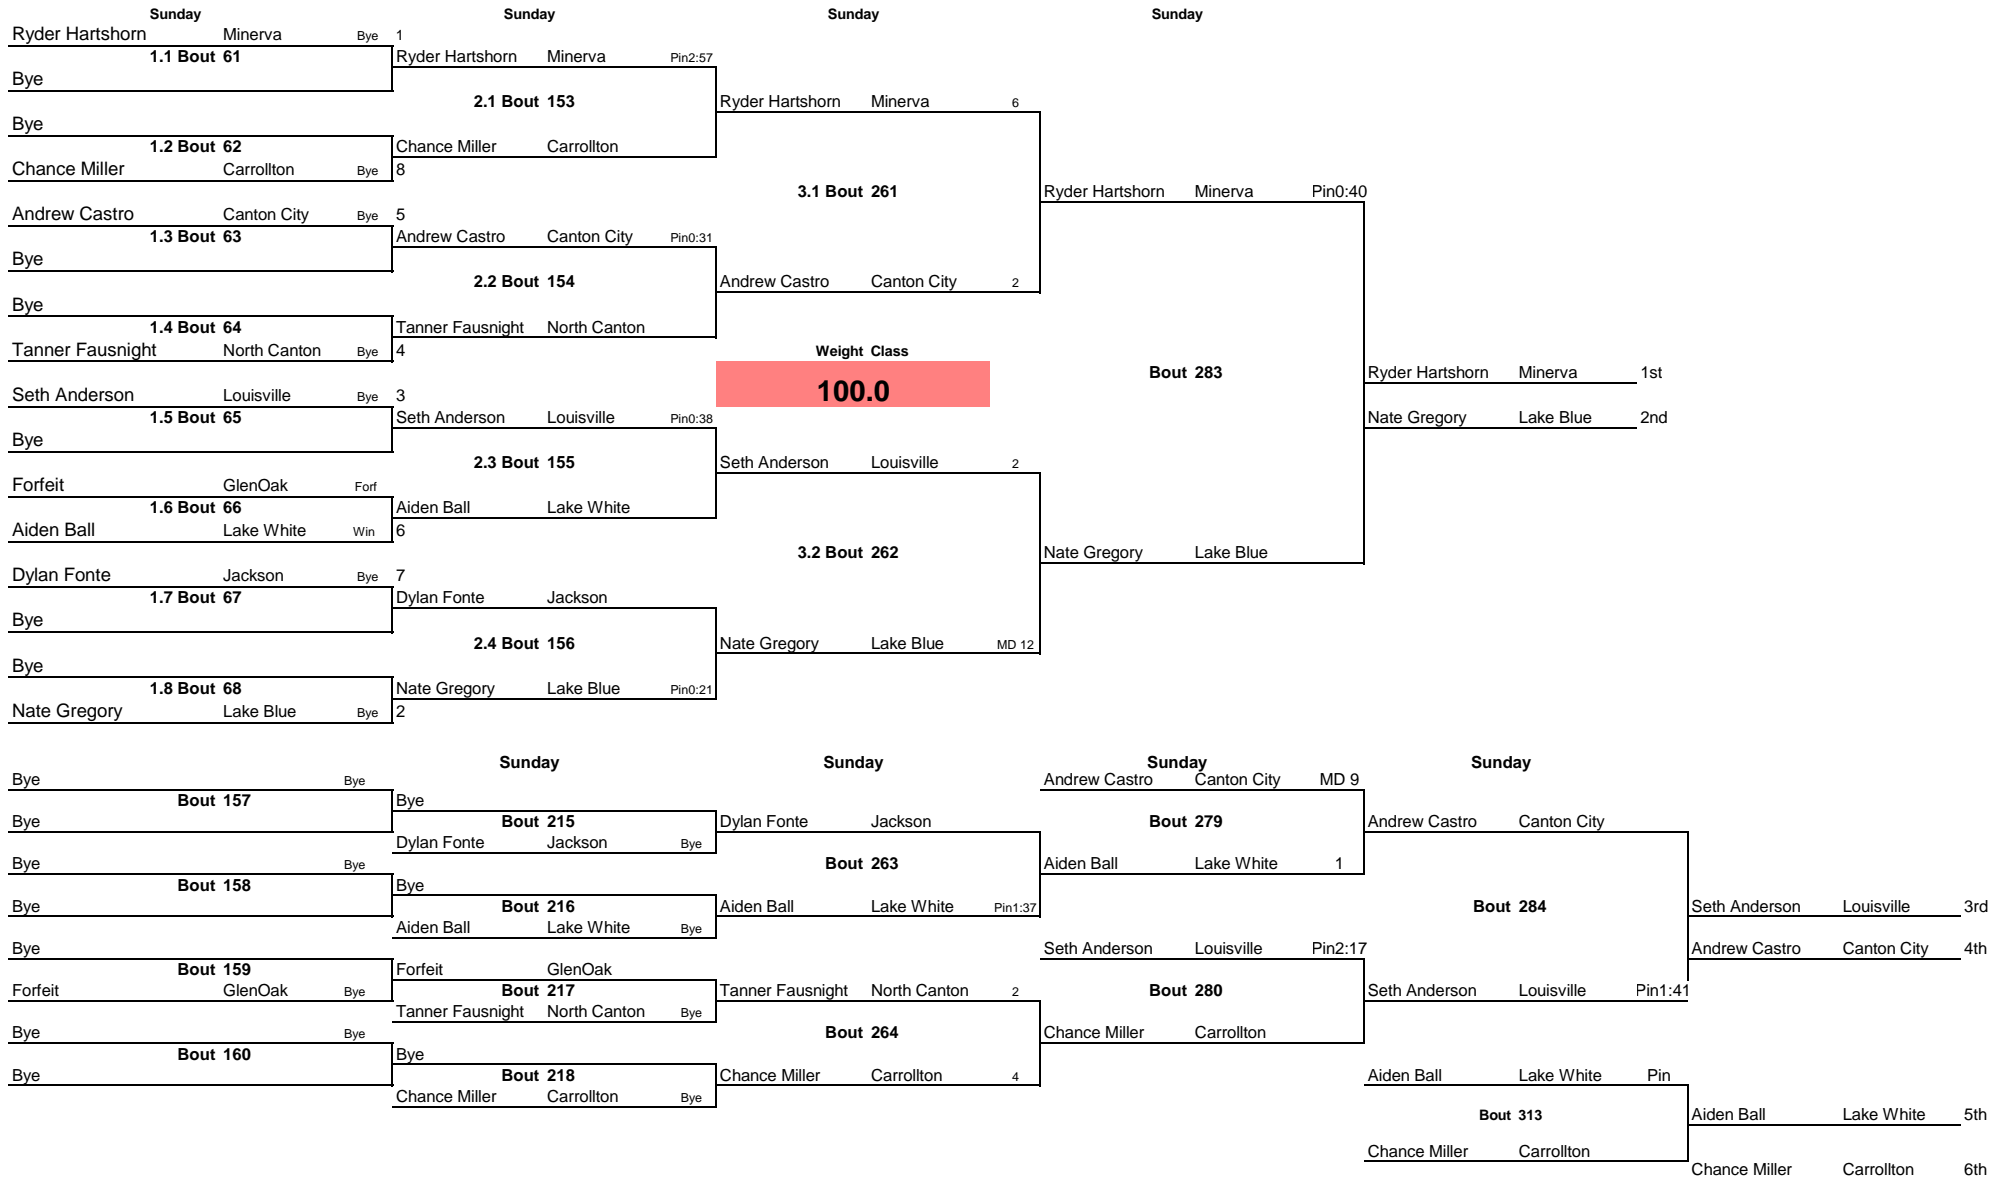 Sunday Sunday Sunday Sunday
Ryder Hartshorn Minerva Bye 1
1.1 Bout 61 Ryder Hartshorn Minerva Pin2:57
Bye
2.1 Bout 153 Ryder Hartshorn Minerva 6
Bye
1.2 Bout 62 Chance Miller Carrollton
Chance Miller Carrollton Bye 8
3.1 Bout 261 Ryder Hartshorn Minerva Pin0:40
Andrew Castro Canton City Bye 5
1.3 Bout 63 Andrew Castro Canton City Pin0:31
Bye
2.2 Bout 154 Andrew Castro Canton City 2
Bye
1.4 Bout 64 Tanner Fausnight North Canton
Tanner Fausnight North Canton Bye 4 Weight Class
Bout 283 Ryder Hartshorn Minerva 1st
Seth Anderson Louisville Bye 3 100.0
1.5 Bout 65 Seth Anderson Louisville Pin0:38 Nate Gregory Lake Blue 2nd
Bye
2.3 Bout 155 Seth Anderson Louisville 2
Forfeit GlenOak Forf
1.6 Bout 66 Aiden Ball Lake White
Aiden Ball Lake White Win 6
3.2 Bout 262 Nate Gregory Lake Blue
Dylan Fonte Jackson Bye 7
1.7 Bout 67 Dylan Fonte Jackson
Bye
2.4 Bout 156 Nate Gregory Lake Blue MD 12
Bye
1.8 Bout 68 Nate Gregory Lake Blue Pin0:21
Nate Gregory Lake Blue Bye 2
Sunday Sunday Sunday Sunday
Bye Bye Andrew Castro Canton City MD 9
Bout 157 Bye
Bye Bout 215 Dylan Fonte Jackson Bout 279 Andrew Castro Canton City
Dylan Fonte Jackson Bye
Bye Bye Bout 263 Aiden Ball Lake White 1
Bout 158 Bye
Bye Bout 216 Aiden Ball Lake White Pin1:37 Bout 284 Seth Anderson Louisville 3rd
Aiden Ball Lake White Bye
Bye Seth Anderson Louisville Pin2:17 Andrew Castro Canton City 4th
Bout 159 Forfeit GlenOak
Forfeit GlenOak Bye Bout 217 Tanner Fausnight North Canton 2 Bout 280 Seth Anderson Louisville Pin1:41
Tanner Fausnight North Canton Bye
Bye Bye Bout 264 Chance Miller Carrollton
Bout 160 Bye
Bye Bout 218 Chance Miller Carrollton 4 Aiden Ball Lake White Pin
Chance Miller Carrollton Bye
Bout 313 Aiden Ball Lake White 5th
Chance Miller Carrollton
Chance Miller Carrollton 6th